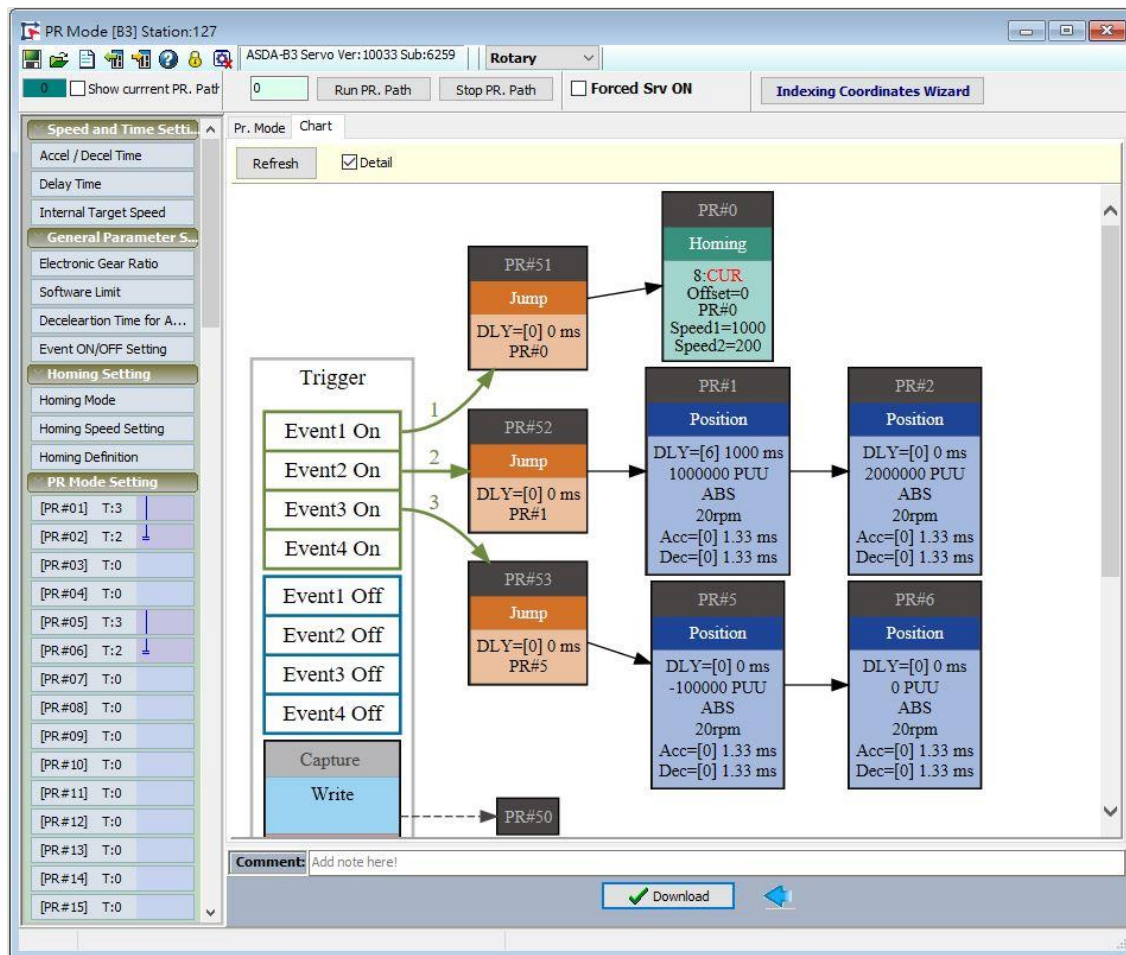 PR Mode [B3] Station:127
ASDA-B3 Servo Ver:10033 Sub:6259
Rotary
0
Show currrent PR. Path
0
Run PR. Path
Stop PR. Path
Forced Srv ON
Indexing Coordinates Wizard
Speed and Time Setti...
Accel / Decel Time
Delay Time
Internal Target Speed
General Parameter S...
Electronic Gear Ratio
Software Limit
Deceleartion Time for A...
Event ON/OFF Setting
Homing Setting
Homing Mode
Homing Speed Setting
Homing Definition
PR Mode Setting
[PR#01] T:3
[PR#02] T:2
[PR#03] T:0
[PR#04] T:0
[PR#05] T:3
[PR#06] T:2
[PR#07] T:0
[PR#08] T:0
[PR#09] T:0
[PR#10] T:0
[PR#11] T:0
[PR#12] T:0
[PR#13] T:0
[PR#14] T:0
[PR#15] T:0
Pr. Mode
Chart
Refresh
Detail
Trigger
Event1 On
Event2 On
Event3 On
Event4 On
Event1 Off
Event2 Off
Event3 Off
Event4 Off
Capture
Write
1
2
3
PR#51
Jump
DLY=[0] 0 ms
PR#0
PR#0
Homing
8:CUR
Offset=0
PR#0
Speed1=1000
Speed2=200
PR#52
Jump
DLY=[0] 0 ms
PR#1
PR#1
Position
DLY=[6] 1000 ms
1000000 PUU
ABS
20rpm
Acc=[0] 1.33 ms
Dec=[0] 1.33 ms
PR#2
Position
DLY=[0] 0 ms
2000000 PUU
ABS
20rpm
Acc=[0] 1.33 ms
Dec=[0] 1.33 ms
PR#53
Jump
DLY=[0] 0 ms
PR#5
PR#5
Position
DLY=[0] 0 ms
-100000 PUU
ABS
20rpm
Acc=[0] 1.33 ms
Dec=[0] 1.33 ms
PR#6
Position
DLY=[0] 0 ms
0 PUU
ABS
20rpm
Acc=[0] 1.33 ms
Dec=[0] 1.33 ms
PR#50
Comment:
Add note here!
Download